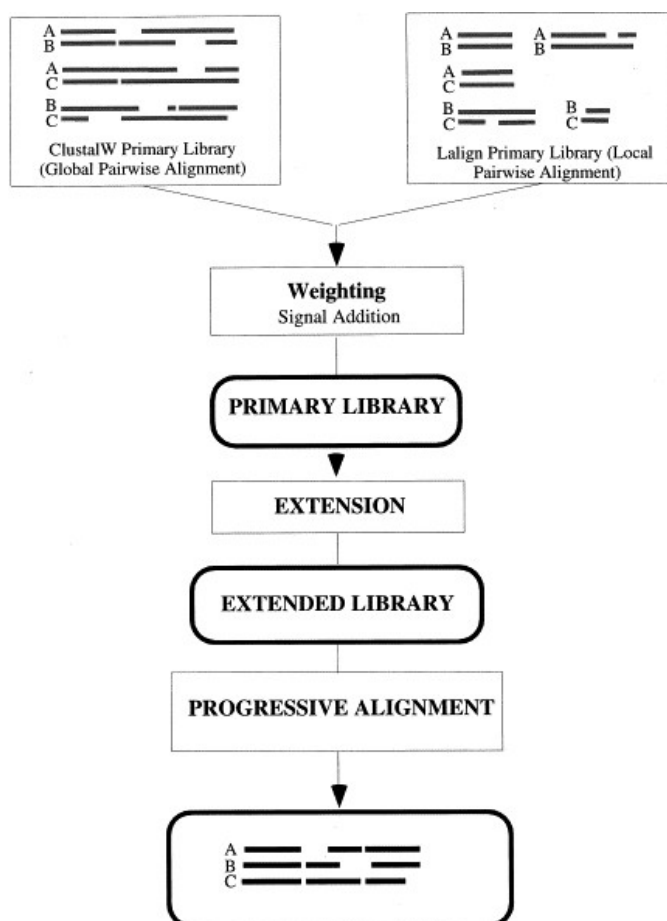 A
B
A
C
B
C
ClustalW Primary Library
(Global Pairwise Alignment)
A
B
A
B
A
C
B
C
B
C
Lalign Primary Library (Local
Pairwise Alignment)
Weighting
Signal Addition
PRIMARY LIBRARY
EXTENSION
EXTENDED LIBRARY
PROGRESSIVE ALIGNMENT
A
B
C